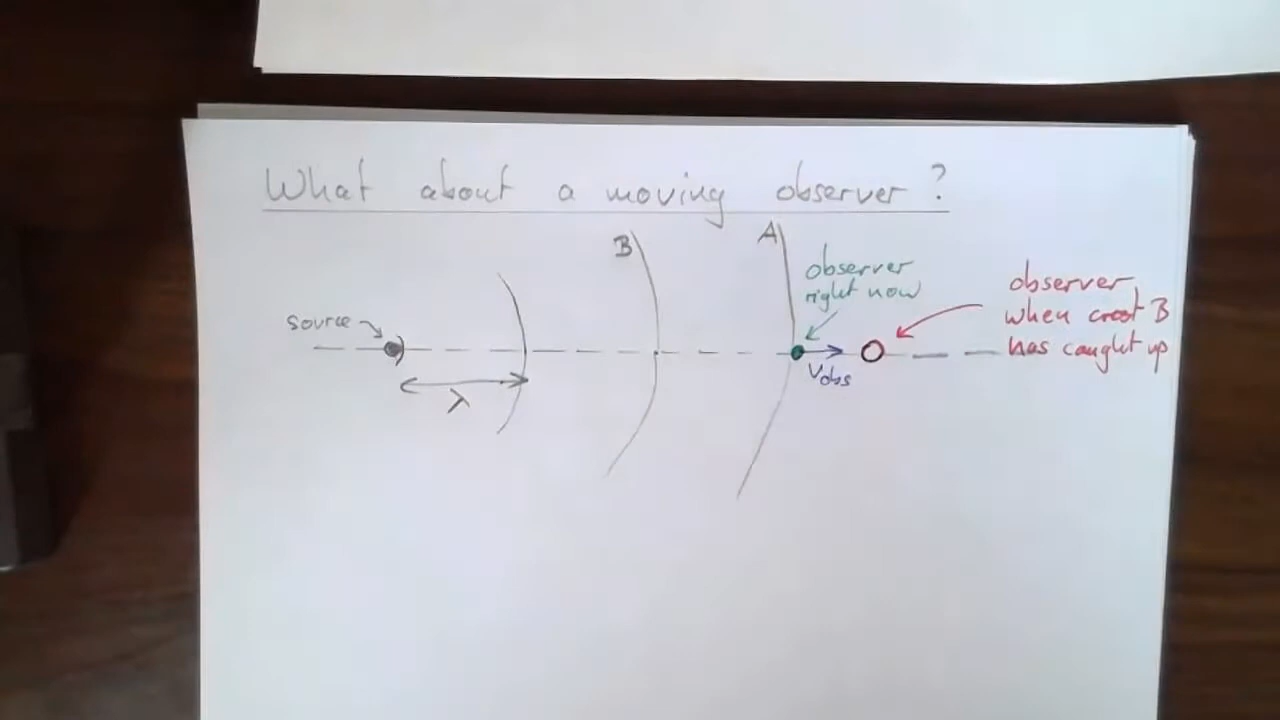 What about a moving observer?
B
A
observer
right now
observer
when crest B
has caught up
source
vobs
λ